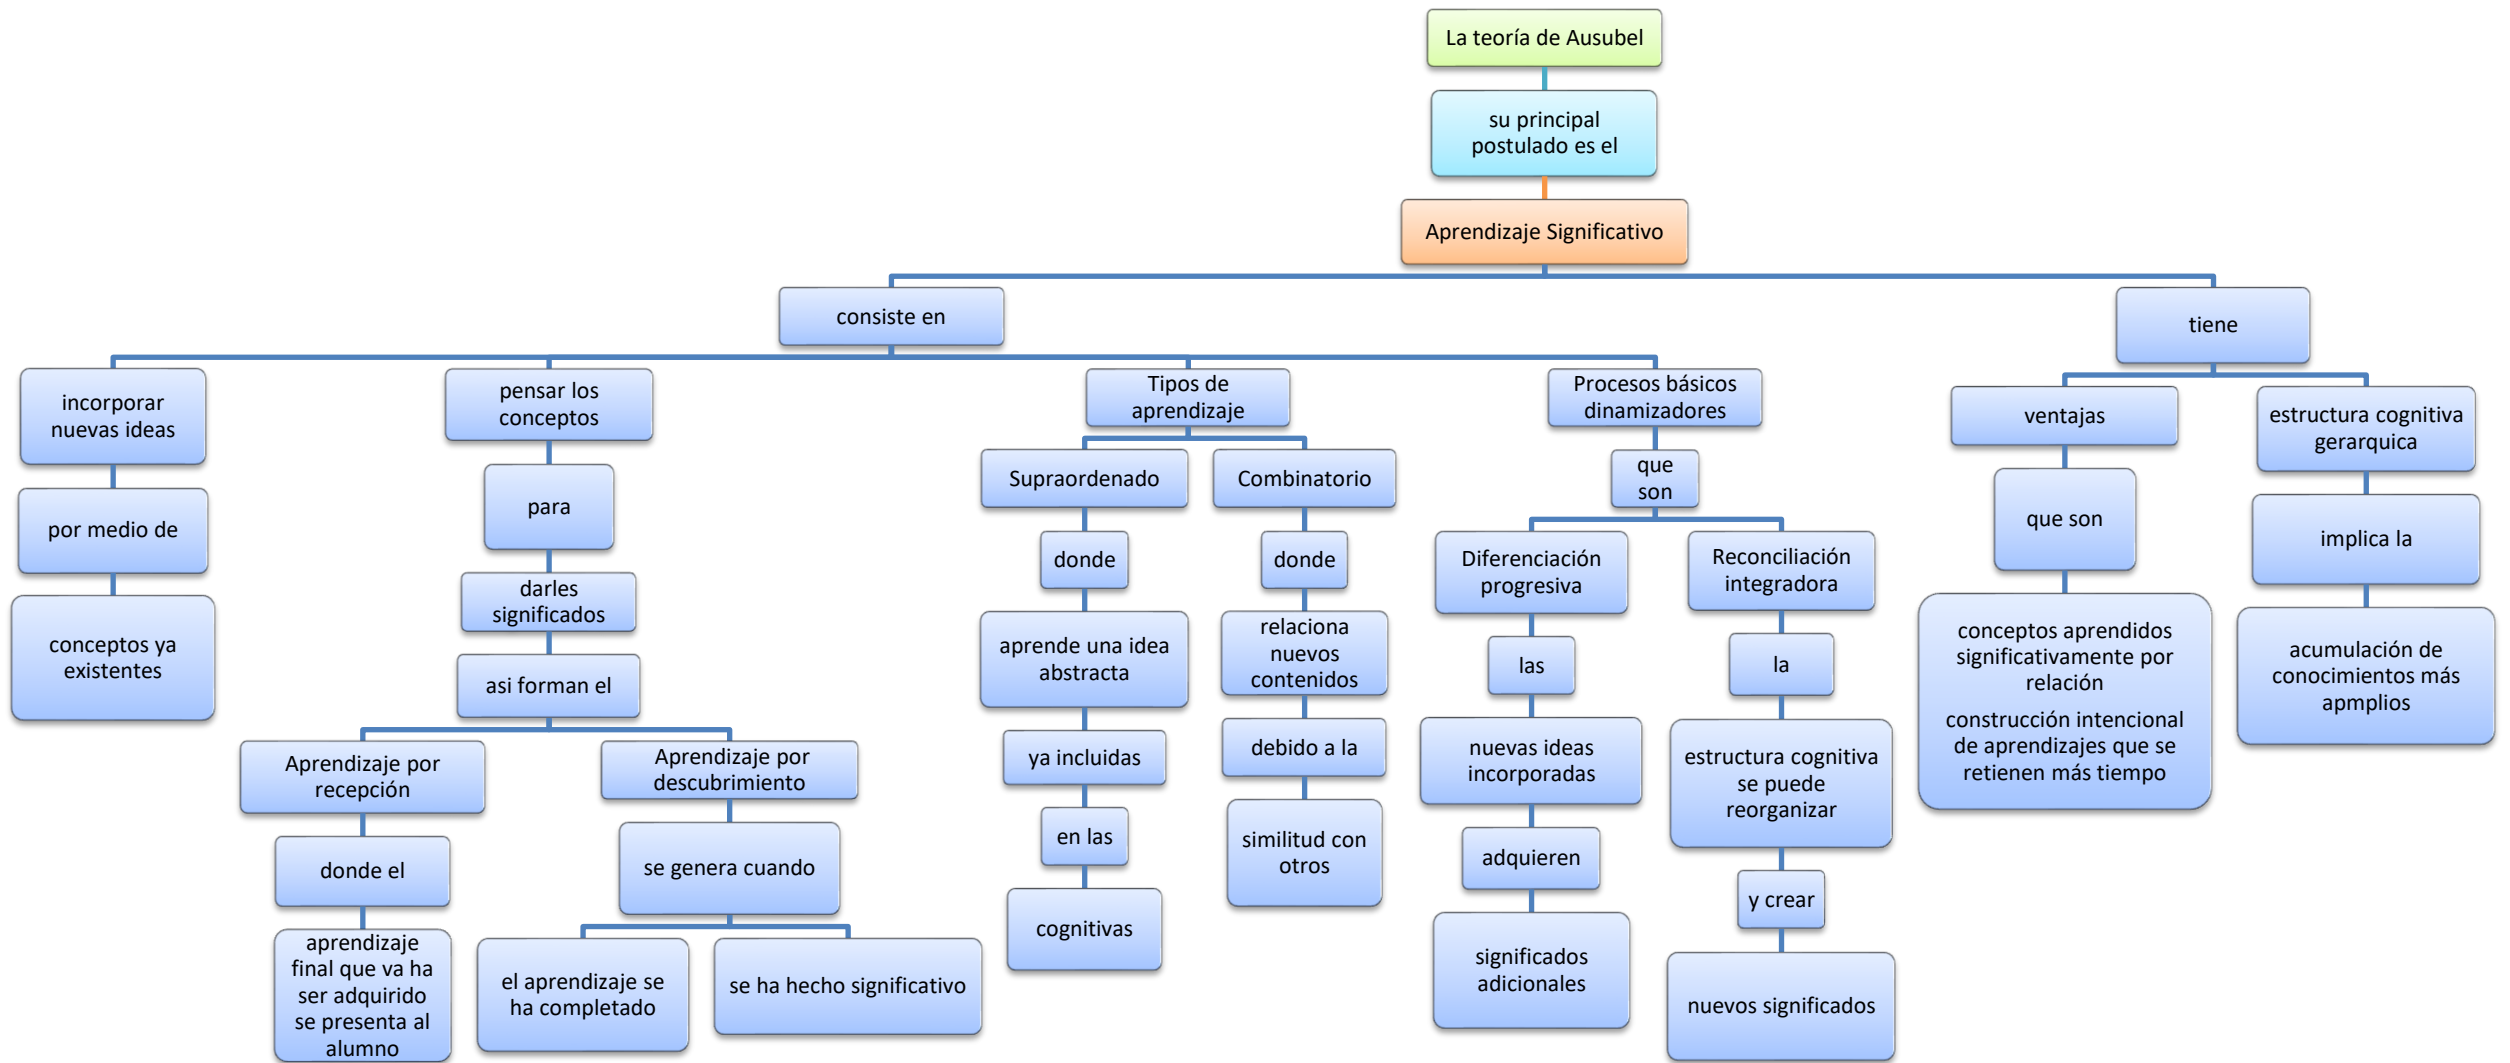 La teoría de Ausubel
su principal
postulado es el
Aprendizaje Significativo
consiste en
incorporar
nuevas ideas
por medio de
conceptos ya
existentes
pensar los
conceptos
para
darles
significados
asi forman el
Aprendizaje por
recepción
donde el
aprendizaje
final que va ha
ser adquirido
se presenta al
alumno
Aprendizaje por
descubrimiento
se genera cuando
el aprendizaje se
ha completado
se ha hecho significativo
Tipos de
aprendizaje
Supraordenado
donde
aprende una idea
abstracta
ya incluidas
en las
cognitivas
Combinatorio
donde
relaciona
nuevos
contenidos
debido a la
similitud con
otros
Procesos básicos
dinamizadores
que
son
Diferenciación
progresiva
las
nuevas ideas
incorporadas
adquieren
significados
adicionales
Reconciliación
integradora
la
estructura cognitiva
se puede
reorganizar
y crear
nuevos significados
tiene
ventajas
que son
conceptos aprendidos
significativamente por
relación
construcción intencional
de aprendizajes que se
retienen más tiempo
estructura cognitiva
gerarquica
implica la
acumulación de
conocimientos más
apmplios